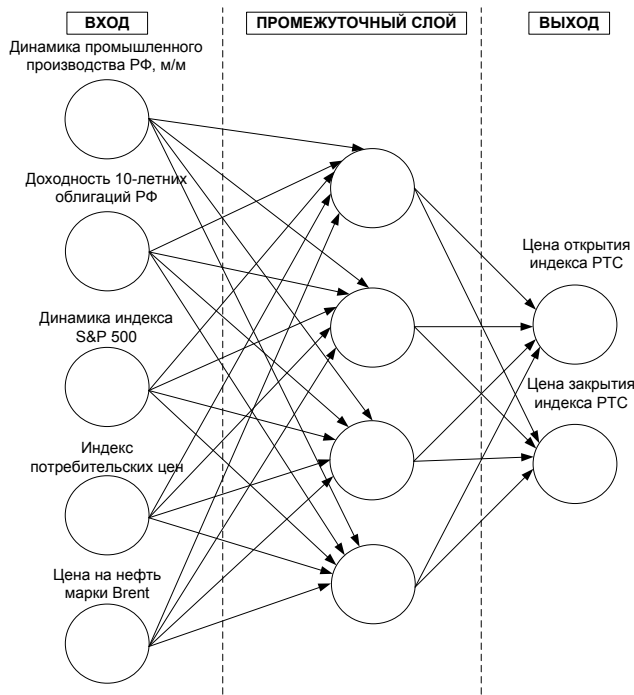 ВХОД
ПРОМЕЖУТОЧНЫЙ СЛОЙ
ВЫХОД
Динамика промышленного
производства РФ, м/м
Доходность 10-летних
облигаций РФ
Динамика индекса
S&P 500
Индекс
потребительских цен
Цена на нефть
марки Brent
Цена открытия
индекса РТС
Цена закрытия
индекса РТС